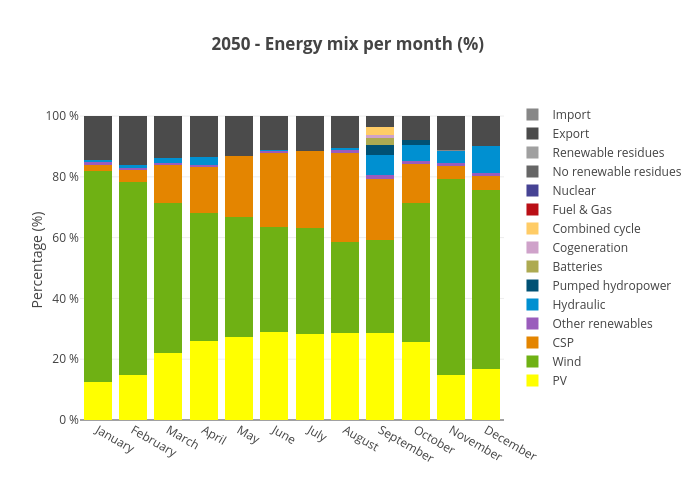 2050 - Energy mix per month (%)
100 %
80 %
60 %
40 %
20 %
0 %
Percentage (%)
January
February
March
April
May
June
July
August
September
October
November
December
Import
Export
Renewable residues
No renewable residues
Nuclear
Fuel & Gas
Combined cycle
Cogeneration
Batteries
Pumped hydropower
Hydraulic
Other renewables
CSP
Wind
PV